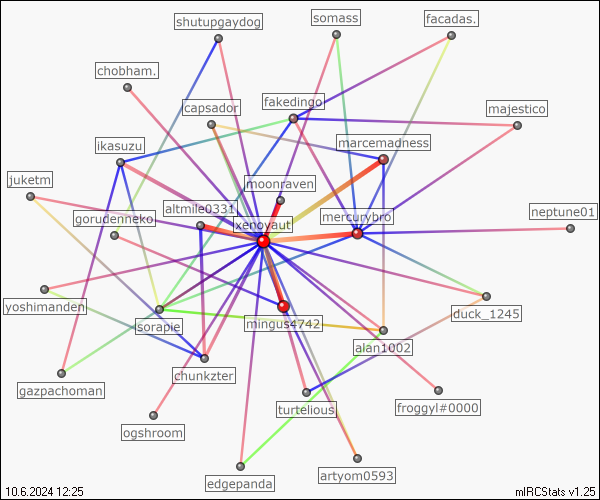 shutupgaydog
somass
facadas.
chobham.
capsador
fakedingo
majestico
ikasuzu
marcemadness
juketm
moonraven
altmile0331
gorudenneko
xenoyaut
mercurybro
neptune01
yoshimanden
sorapie
mingus4742
duck_1245
alan1002
chunkzter
gazpachoman
turtelious
froggyl#0000
ogshroom
edgepanda
artyom0593
10.6.2024 12:25
mIRCStats v1.25